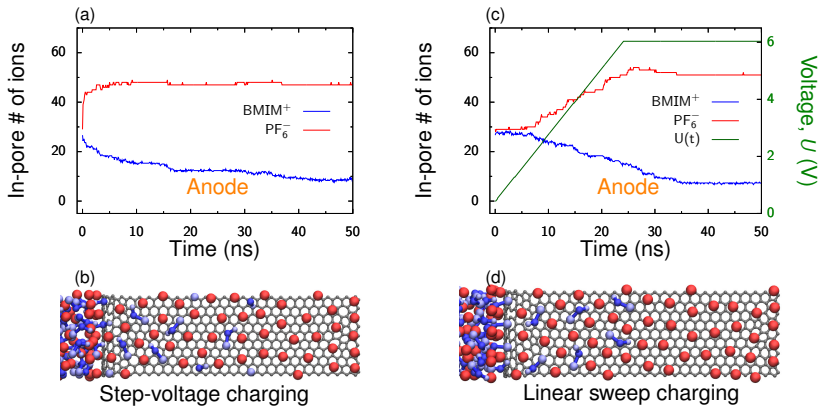 (a)
In-pore # of ions
60
40
20
0
BMIM⁺
PF₆⁻
Anode
0 10 20 30 40 50
Time (ns)
(b)
Step-voltage charging
(c)
In-pore # of ions
60
40
20
0
BMIM⁺
PF₆⁻
U(t)
Anode
6
4
2
0
Voltage, U (V)
0 10 20 30 40 50
Time (ns)
(d)
Linear sweep charging